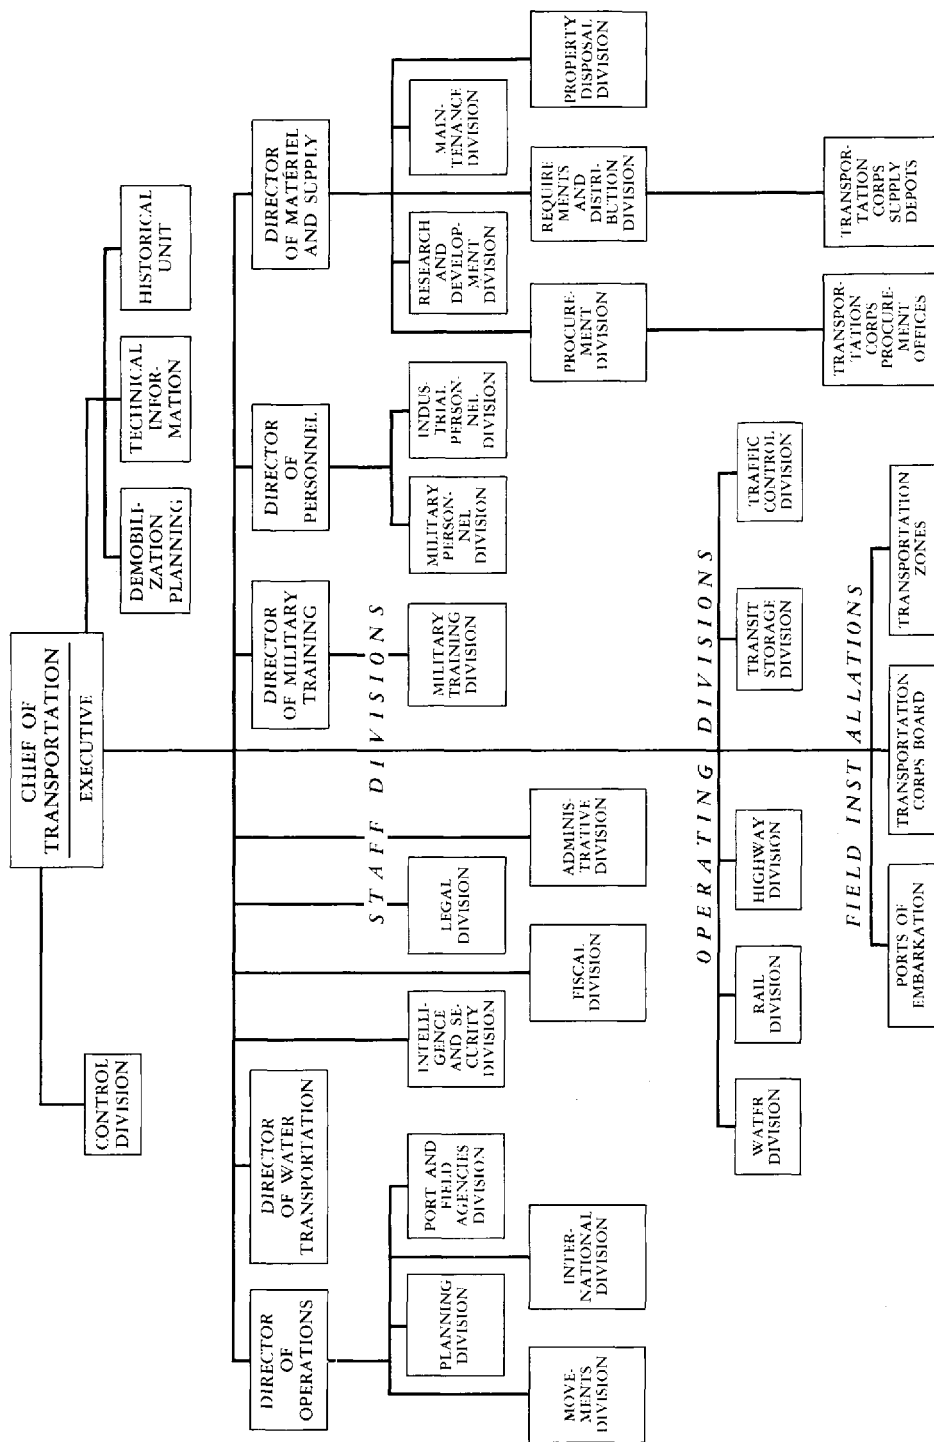 CHIEF OF
TRANSPORTATION
EXECUTIVE
CONTROL
DIVISION
DEMOBILI-
ZATION
PLANNING
TECHNICAL
INFOR-
MATION
HISTORICAL
UNIT
DIRECTOR
OF
OPERATIONS
DIRECTOR
OF WATER
TRANSPORTATION
DIRECTOR
OF MILITARY
TRAINING
DIRECTOR
OF
PERSONNEL
DIRECTOR
OF MATÉRIEL
AND SUPPLY
STAFF DIVISIONS
PLANNING
DIVISION
PORT AND
FIELD
AGENCIES
DIVISION
INTELLI-
GENCE
AND SE-
CURITY
DIVISION
LEGAL
DIVISION
MILITARY
TRAINING
DIVISION
MILITARY
PERSON-
NEL
DIVISION
INDUS-
TRIAL
PERSON-
NEL
DIVISION
RESEARCH
AND
DEVELOP-
MENT
DIVISION
MAIN-
TENANCE
DIVISION
MOVE-
MENTS
DIVISION
INTER-
NATIONAL
DIVISION
FISCAL
DIVISION
ADMINIS-
TRATIVE
DIVISION
PROCURE-
MENT
DIVISION
REQUIRE
MENTS
AND
DISTRI-
BUTION
DIVISION
PROPERTY
DISPOSAL
DIVISION
OPERATING DIVISIONS
WATER
DIVISION
RAIL
DIVISION
HIGHWAY
DIVISION
TRANSIT
STORAGE
DIVISION
TRAFFIC
CONTROL
DIVISION
TRANSPOR-
TATION
CORPS
PROCURE-
MENT
OFFICES
TRANSPOR-
TATION
CORPS
SUPPLY
DEPOTS
FIELD INSTALLATIONS
PORTS OF
EMBARKATION
TRANSPORTATION
CORPS BOARD
TRANSPORTATION
ZONES